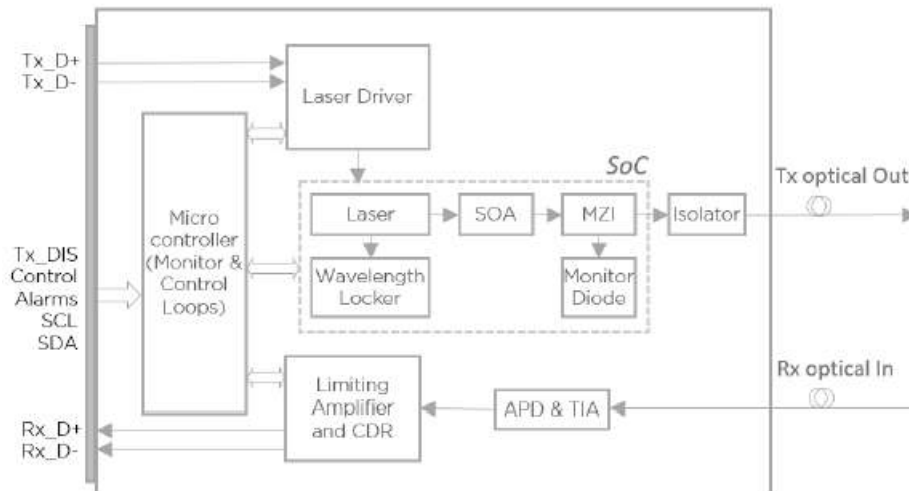 Tx_D+
Tx_D-
Laser Driver
SoC
Tx optical Out
Laser
SOA
MZI
Isolator
Micro
controller
(Monitor &
Control
Loops)
Wavelength
Locker
Monitor
Diode
Tx_DIS
Control
Alarms
SCL
SDA
Rx optical In
Limiting
Amplifier
and CDR
APD & TIA
Rx_D+
Rx_D-